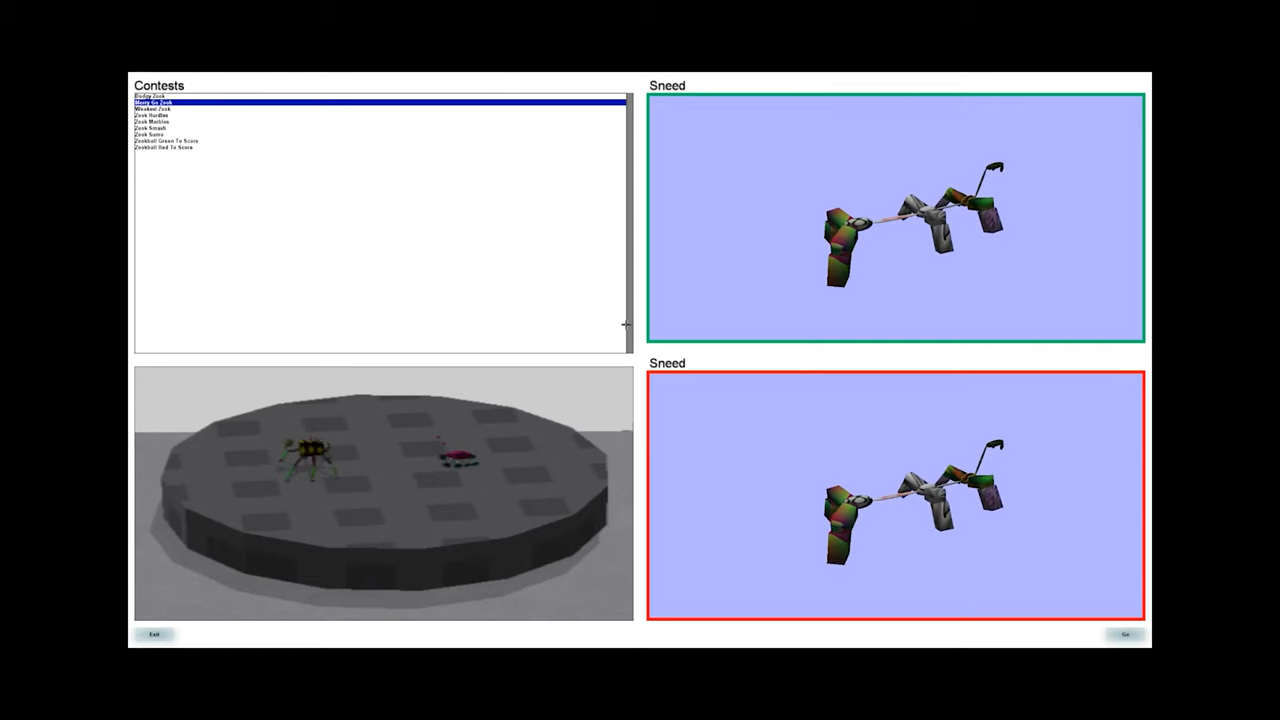 Contests
Dodgy Zook
Merry Go Zook
Weakest Zook
Zook Hurdles
Zook Marbles
Zook Smash
Zook Sumo
Zookball Green To Score
Zookball Red To Score
Sneed
Sneed
Exit
Go